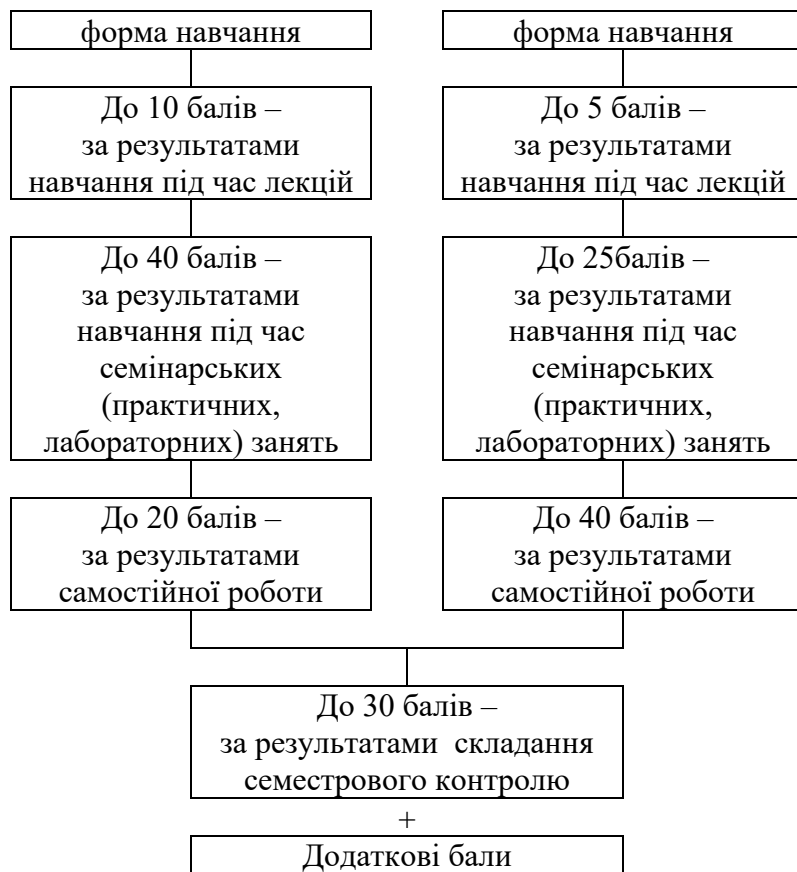 форма навчання
До 10 балів –
за результатами
навчання під час лекцій
До 40 балів –
за результатами
навчання під час
семінарських
(практичних,
лабораторних) занять
До 20 балів –
за результатами
самостійної роботи
форма навчання
До 5 балів –
за результатами
навчання під час лекцій
До 25балів –
за результатами
навчання під час
семінарських
(практичних,
лабораторних) занять
До 40 балів –
за результатами
самостійної роботи
До 30 балів –
за результатами складання
семестрового контролю
+
Додаткові бали